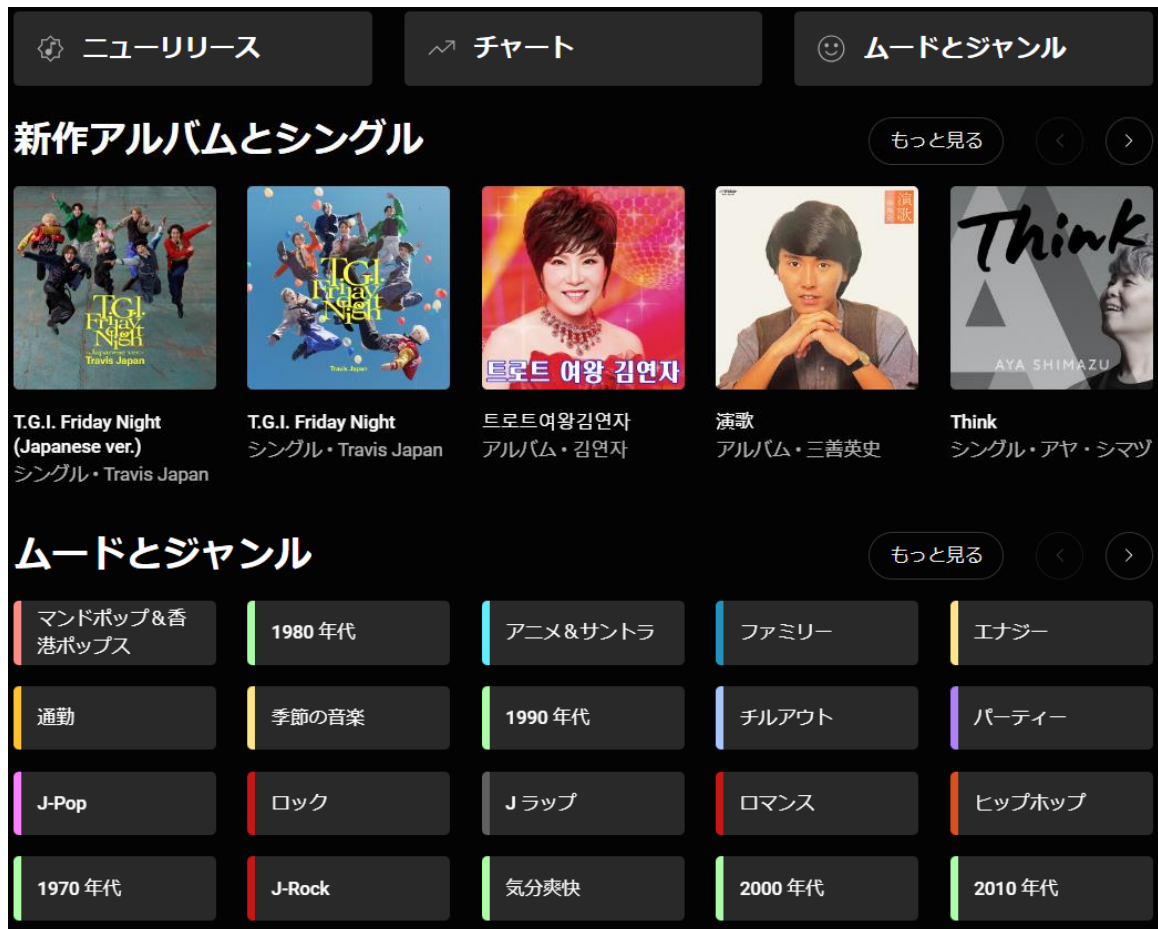 ニューリリース
チャート
ムードとジャンル
新作アルバムとシングル
もっと見る
T.G.I.
Friday
Night
-Japanese ver.-
Travis Japan
T.G.I.
Friday
Night
Travis Japan
트로트 여왕 김연자
演歌
Think
AYA SHIMAZU
T.G.I. Friday Night
(Japanese ver.)
シングル • Travis Japan
T.G.I. Friday Night
シングル • Travis Japan
트로트여왕김연자
アルバム • 김연자
演歌
アルバム • 三善英史
Think
シングル • アヤ・シマヅ
ムードとジャンル
もっと見る
マンドポップ&香
港ポップス
1980 年代
アニメ&サントラ
ファミリー
エナジー
通勤
季節の音楽
1990 年代
チルアウト
パーティー
J-Pop
ロック
J ラップ
ロマンス
ヒップホップ
1970 年代
J-Rock
気分爽快
2000 年代
2010 年代